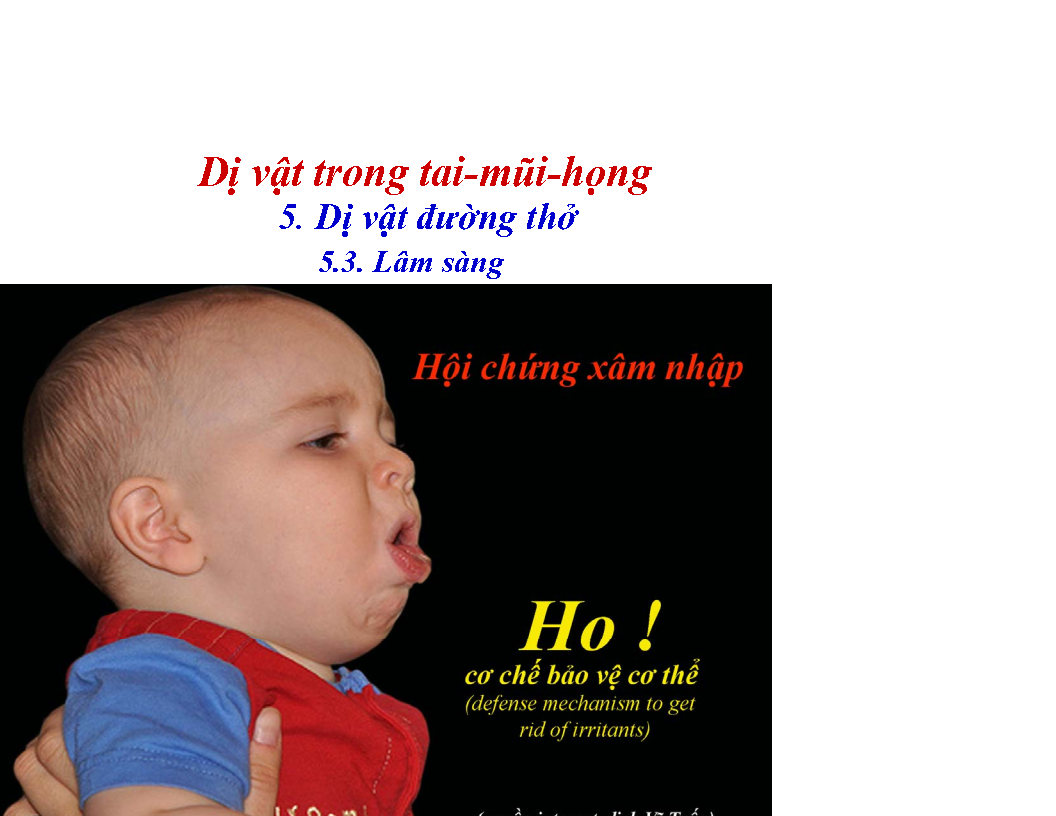 Dị vật trong tai-mũi-họng
5. Dị vật đường thở
5.3. Lâm sàng
Hội chứng xâm nhập
Ho !
cơ chế bảo vệ cơ thể
(defense mechanism to get
rid of irritants)